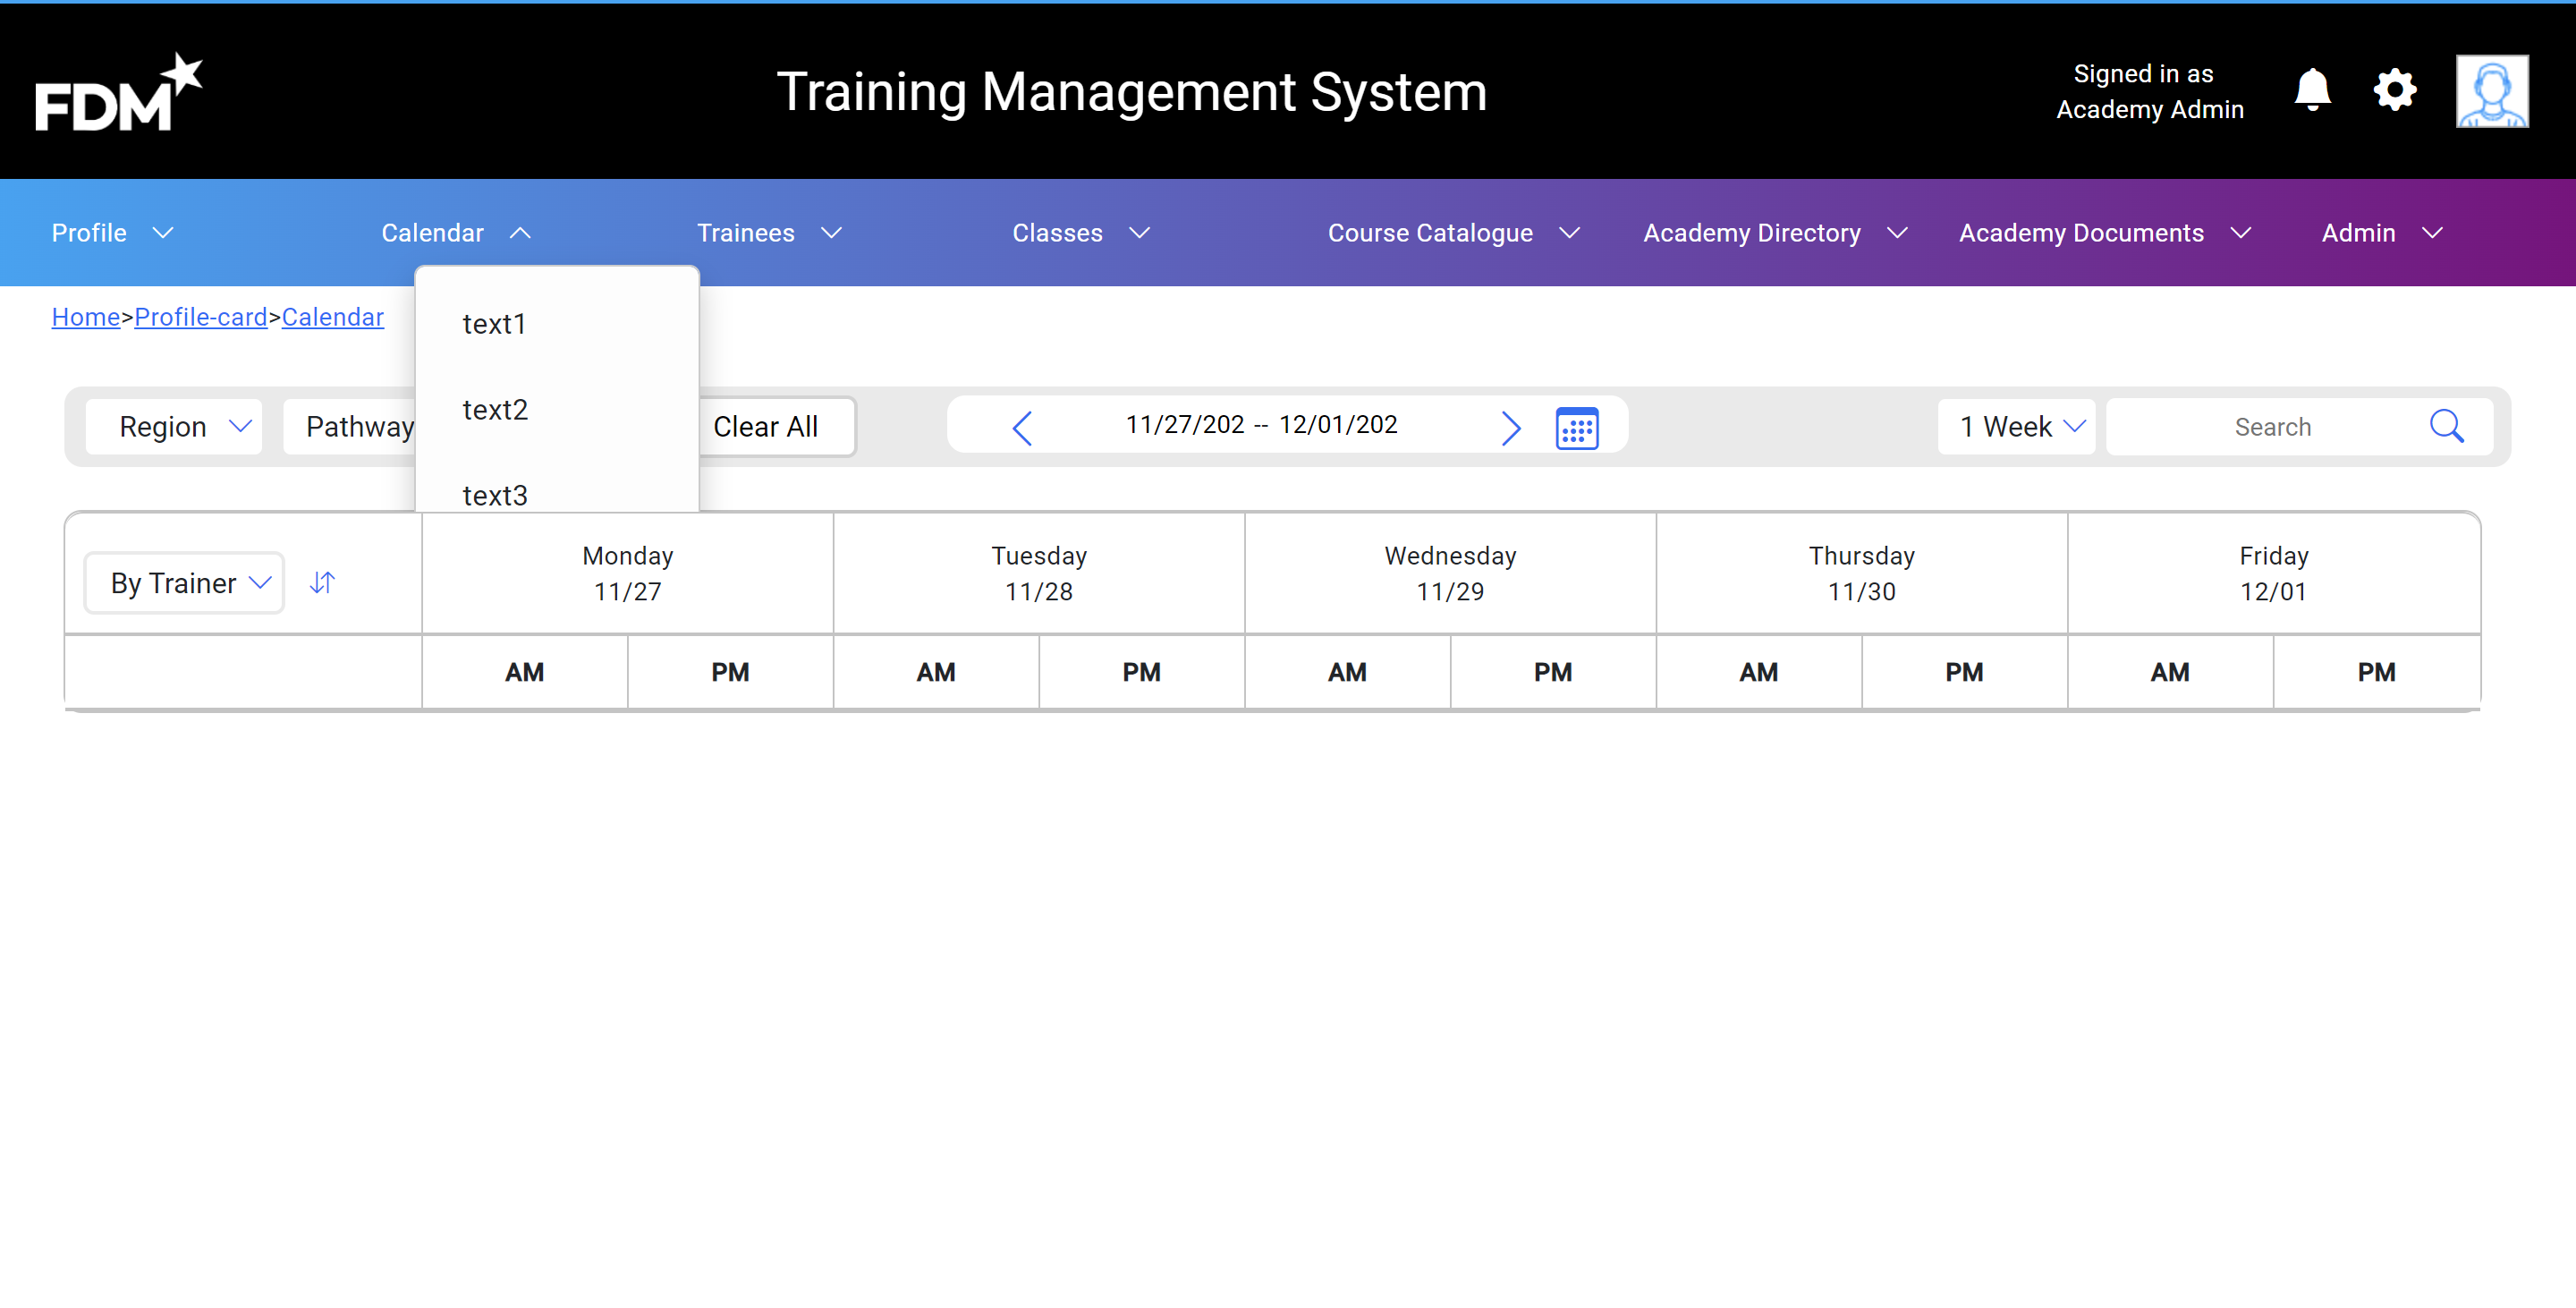 FDM
Training Management System
Signed in as
Academy Admin
Profile
Calendar
Trainees
Classes
Course Catalogue
Academy Directory
Academy Documents
Admin
Home>Profile-card>Calendar
text1
text2
text3
Region
Pathway
Clear All
11/27/202 -- 12/01/202
1 Week
Search
By Trainer
Monday
11/27
Tuesday
11/28
Wednesday
11/29
Thursday
11/30
Friday
12/01
AM PM AM PM AM PM AM PM AM PM